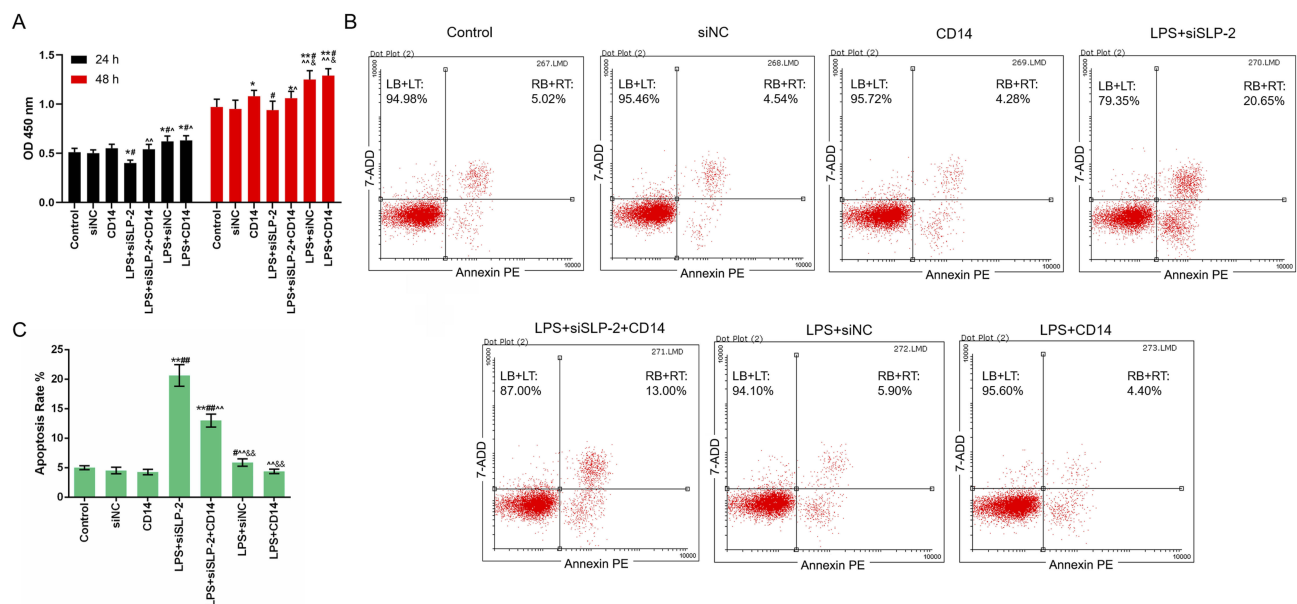 A
24 h
48 h
OD 450 nm
1.5
1.0
0.5
0.0
*#
^^
*#^
*#^
*
#
*^
**#
^^&
**#
^^&
Control
siNC
CD14
LPS+siSLP-2
LPS+siSLP-2+CD14
LPS+siNC
LPS+CD14
Control
siNC
CD14
LPS+siSLP-2
LPS+siSLP-2+CD14
LPS+siNC
LPS+CD14
B
Control
Dot Plot (2)
267.LMD
10000
LB+LT:
94.98%
RB+RT:
5.02%
7-ADD
Annexin PE
10000
siNC
Dot Plot (2)
268.LMD
10000
LB+LT:
95.46%
RB+RT:
4.54%
7-ADD
Annexin PE
10000
CD14
Dot Plot (2)
269.LMD
10000
LB+LT:
95.72%
RB+RT:
4.28%
7-ADD
Annexin PE
10000
LPS+siSLP-2
Dot Plot (2)
270.LMD
10000
LB+LT:
79.35%
RB+RT:
20.65%
7-ADD
Annexin PE
10000
LPS+siSLP-2+CD14
Dot Plot (2)
271.LMD
10000
LB+LT:
87.00%
RB+RT:
13.00%
7-ADD
Annexin PE
10000
LPS+siNC
Dot Plot (2)
272.LMD
10000
LB+LT:
94.10%
RB+RT:
5.90%
7-ADD
Annexin PE
10000
LPS+CD14
Dot Plot (2)
273.LMD
10000
LB+LT:
95.60%
RB+RT:
4.40%
7-ADD
Annexin PE
10000
C
Apoptosis Rate %
25
20
15
10
5
0
**##
**##^^
#^^&&
^^&&
Control
siNC
CD14
LPS+siSLP-2
LPS+siSLP-2+CD14
LPS+siNC
LPS+CD14